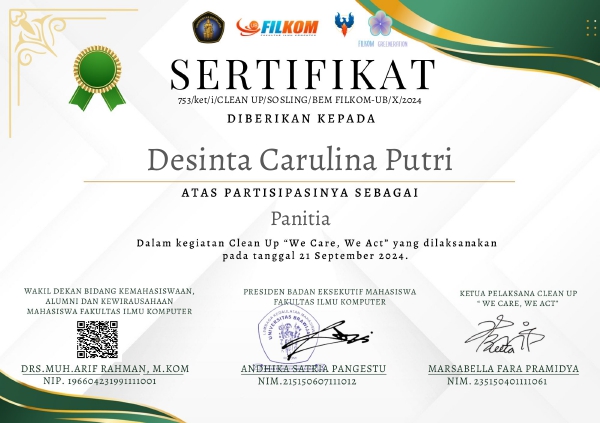 FILKOM
FILKOM GREENERATION
SERTIFIKAT
753/ket/i/CLEAN UP/SOSLING/BEM FILKOM-UB/X/2024
DIBERIKAN KEPADA
Desinta Carulina Putri
ATAS PARTISIPASINYA SEBAGAI
Panitia
Dalam kegiatan Clean Up “We Care, We Act” yang dilaksanakan
pada tanggal 21 September 2024.
WAKIL DEKAN BIDANG KEMAHASISWAAN,
ALUMNI DAN KEWIRAUSAHAAN
MAHASISWA FAKULTAS ILMU KOMPUTER
DRS.MUH.ARIF RAHMAN, M.KOM
NIP. 196604231991111001
PRESIDEN BADAN EKSEKUTIF MAHASISWA
FAKULTAS ILMU KOMPUTER
UNIVERSITAS BRAWIJAYA
ANDHIKA SATRIA PANGESTU
NIM.215150607111012
KETUA PELAKSANA CLEAN UP
" WE CARE, WE ACT"
MARSABELLA FARA PRAMIDYA
NIM. 235150401111061